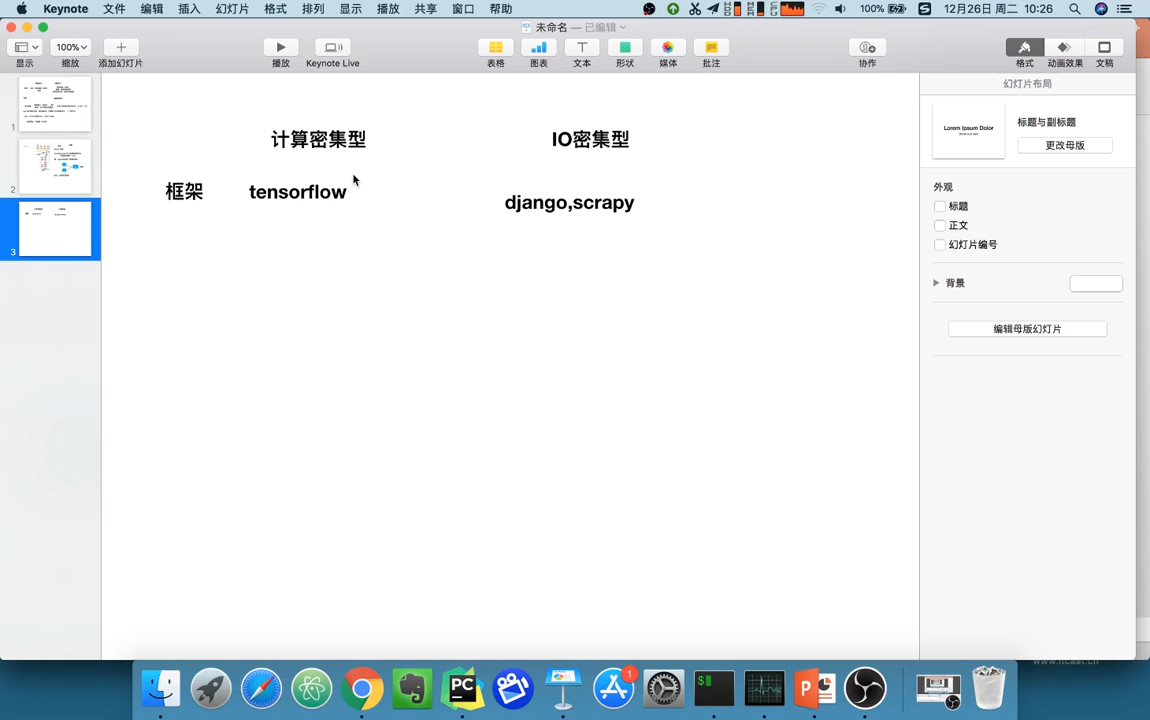 Keynote 文件 编辑 插入 幻灯片 格式 排列 显示 播放 共享 窗口 帮助 100% 12月26日 周二 10:26
未命名 — 已编辑
100%
显示 缩放 添加幻灯片 播放 Keynote Live 表格 图表 文本 形状 媒体 批注 协作 格式 动画效果 文稿
幻灯片布局
Lorem Ipsum Dolor
标题与副标题
更改母版
外观
标题
正文
幻灯片编号
背景
编辑母版幻灯片
1
2
3
计算密集型 IO密集型
框架 tensorflow
django,scrapy
1
PC
$
P
www.itcast.cn